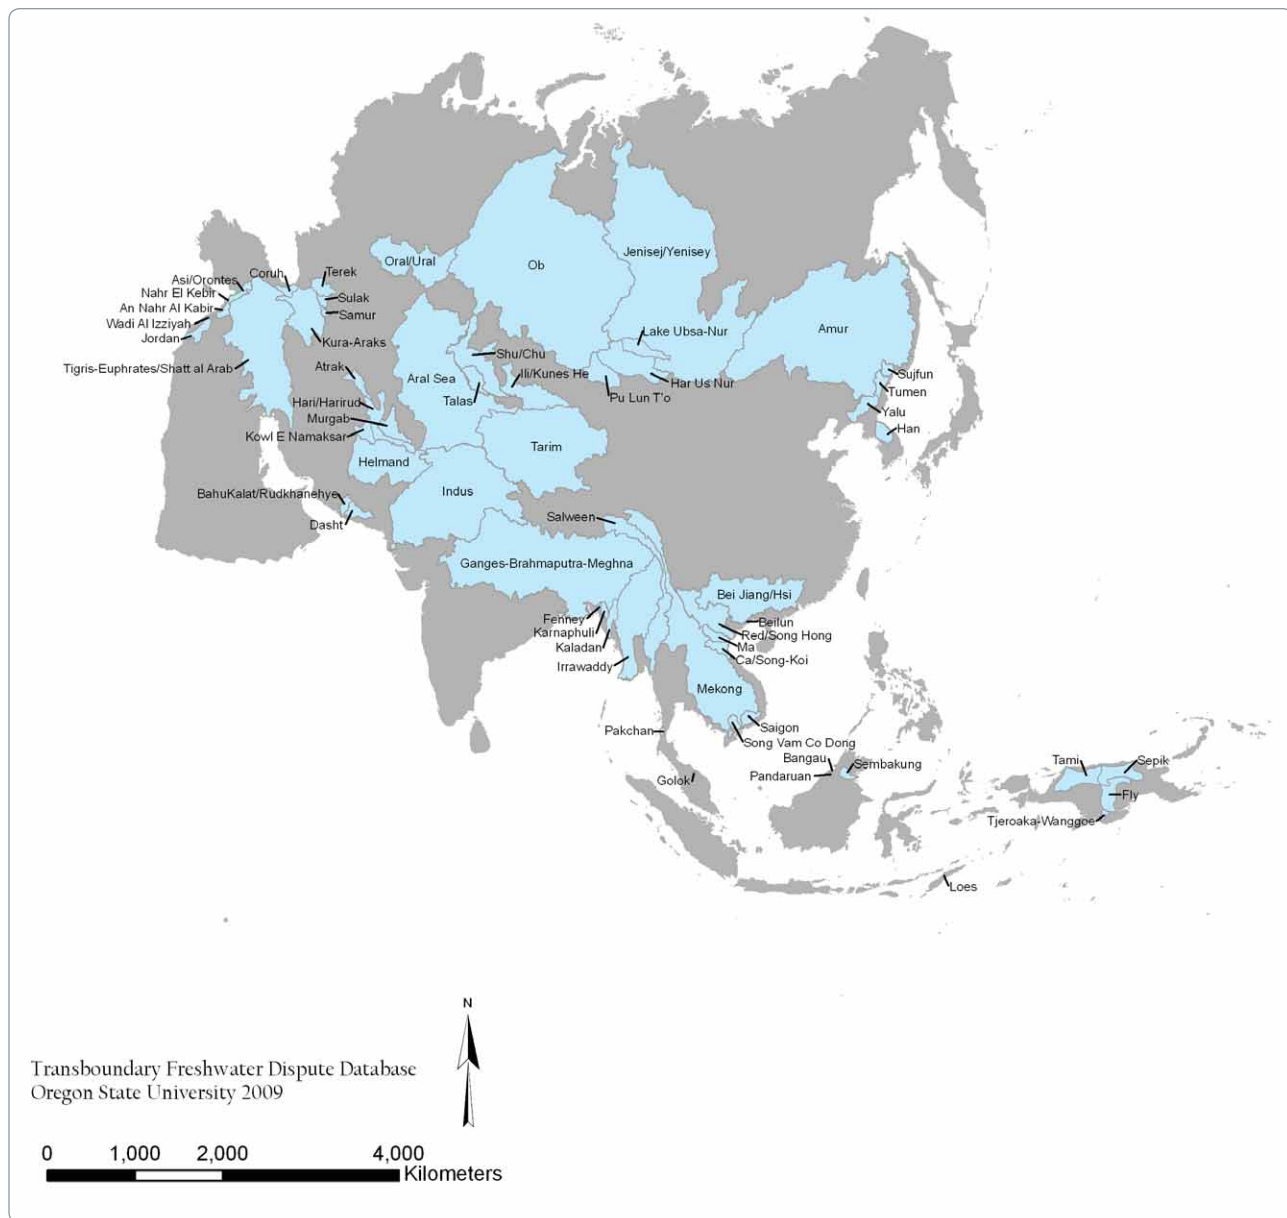 Jenisej/Yenisey
Oral/Ural
Ob
Coruh
Terek
Asi/Orontes
Nahr El Kebir
Sulak
An Nahr Al Kabir
Samur
Wadi Al Izziyah
Lake Ubsa-Nur
Amur
Jordan
Kura-Araks
Shu/Chu
Tigris-Euphrates/Shatt al Arab
Atrak
Aral Sea
Ili/Kunes He
Sujfun
Har Us Nur
Tumen
Talas
Pu Lun T'o
Hari/Harirud
Yalu
Murgab
Han
Kowl E Namaksar
Tarim
Helmand
Indus
BahuKalat/Rudkhanehye
Salween
Dasht
Ganges-Brahmaputra-Meghna
Bei Jiang/Hsi
Fenney
Beilun
Karnaphuli
Red/Song Hong
Kaladan
Ma
Irrawaddy
Ca/Song-Koi
Mekong
Saigon
Pakchan
Song Vam Co Dong
Bangau
Sembakung
Tami
Sepik
Pandaruan
Golok
Fly
Tjeroaka-Wanggoe
Loes
N
Transboundary Freshwater Dispute Database
Oregon State University 2009
0 1,000 2,000 4,000
Kilometers